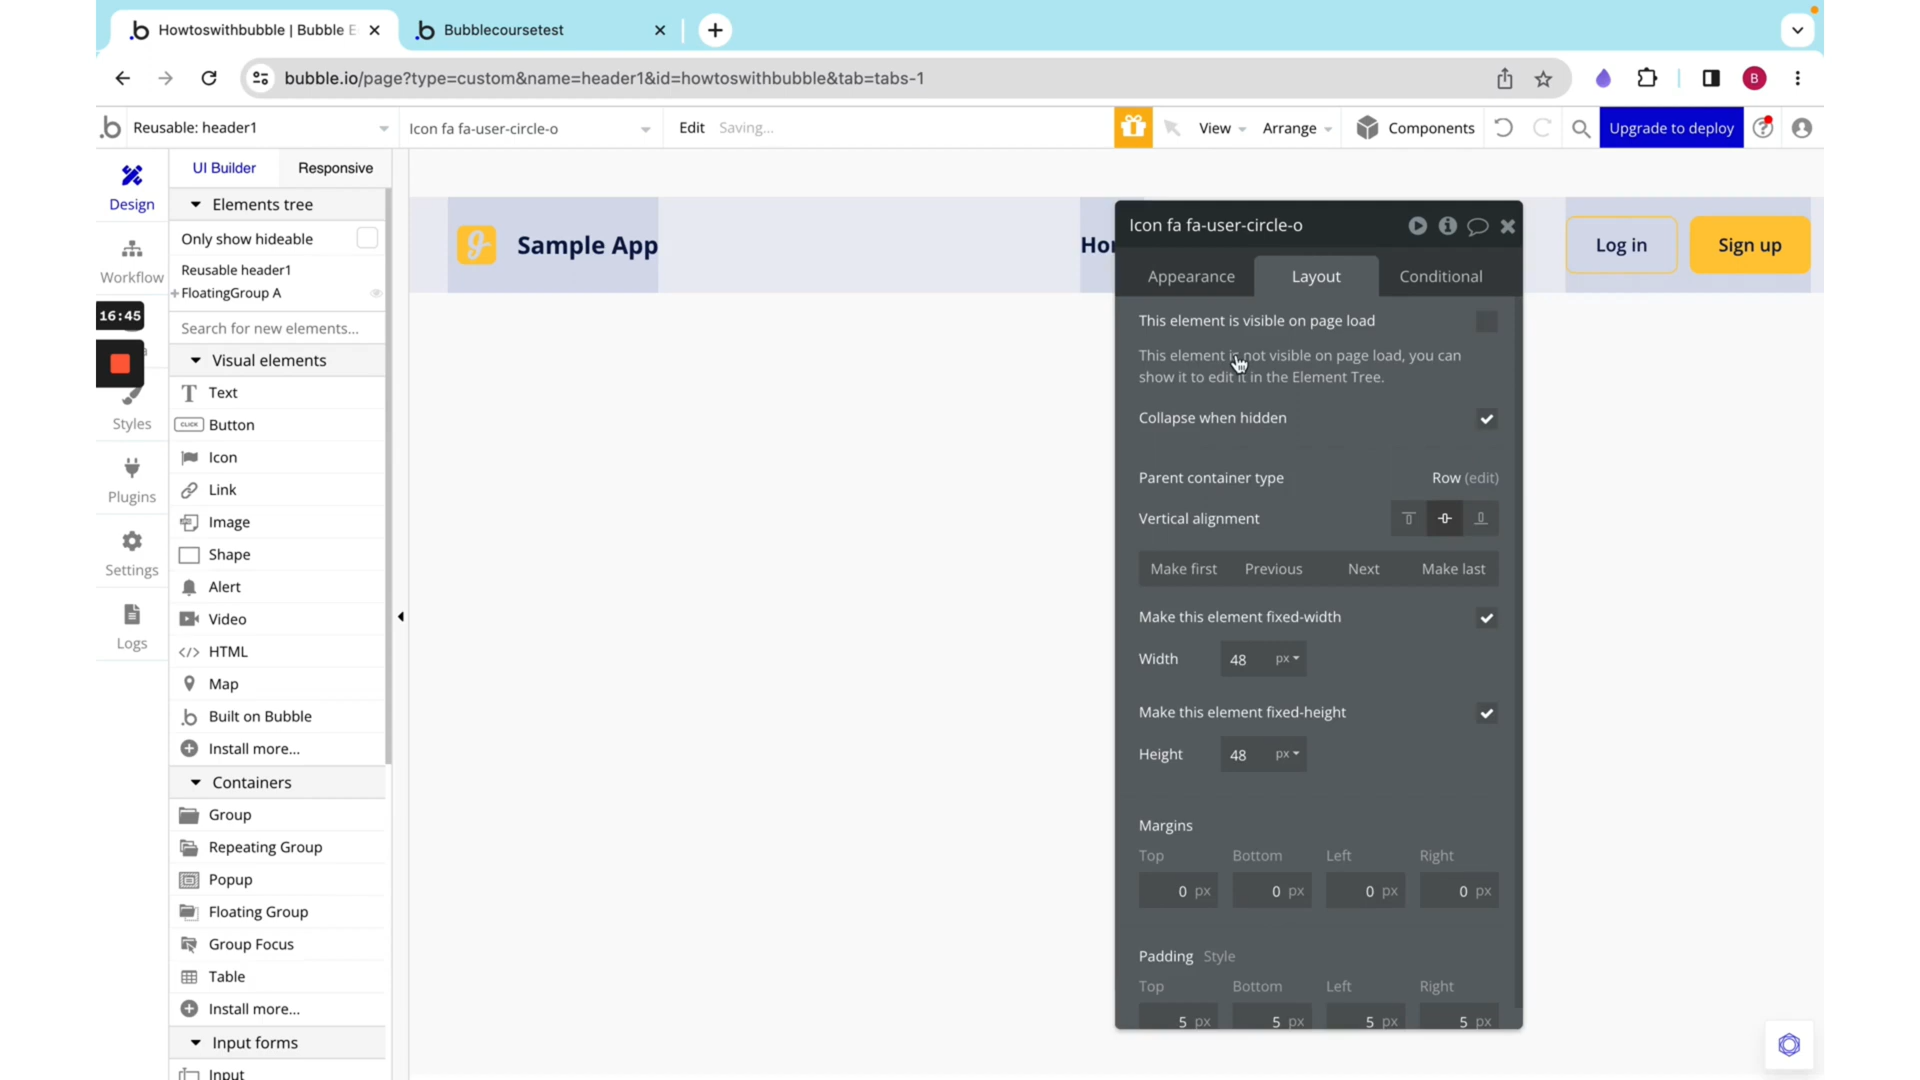 Howtoswithbubble | Bubble E
Bubblecoursetest
bubble.io/page?type=custom&name=header1&id=howtoswithbubble&tab=tabs-1
B
Reusable: header1
Icon fa fa-user-circle-o
Edit
Saving...
View
Arrange
Components
Upgrade to deploy
UI Builder
Responsive
Design
Workflow
16:45
Styles
Plugins
Settings
Logs
Elements tree
Only show hideable
Reusable header1
+ FloatingGroup A
Search for new elements...
Visual elements
Text
CLICK Button
Icon
Link
Image
Shape
Alert
Video
</> HTML
Map
Built on Bubble
Install more...
Containers
Group
Repeating Group
Popup
Floating Group
Group Focus
Table
Install more...
Input forms
Input
Sample App
Hor
Log in
Sign up
Icon fa fa-user-circle-o
Appearance
Layout
Conditional
This element is visible on page load
This element is not visible on page load, you can
show it to edit it in the Element Tree.
Collapse when hidden
Parent container type
Row (edit)
Vertical alignment
Make first
Previous
Next
Make last
Make this element fixed-width
Width 48 px
Make this element fixed-height
Height 48 px
Margins
Top Bottom Left Right
0 px 0 px 0 px 0 px
Padding Style
Top Bottom Left Right
5 px 5 px 5 px 5 px